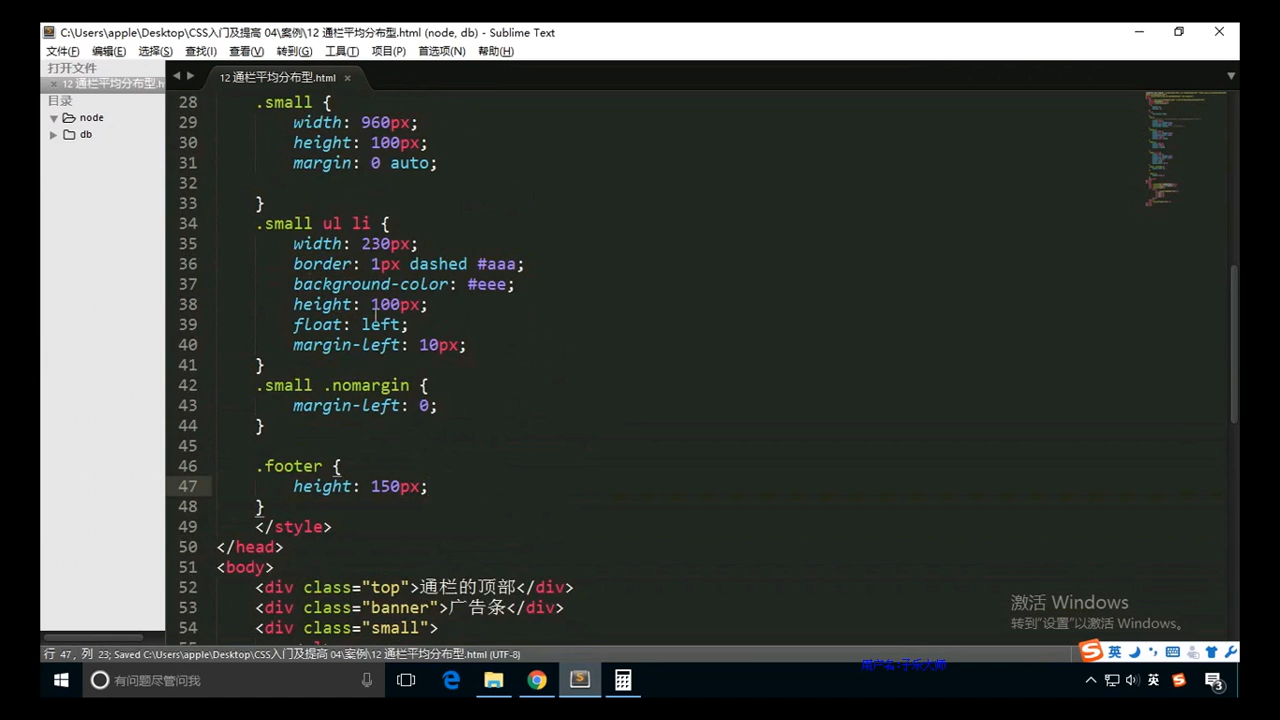 C:\Users\apple\Desktop\CSS入门及提高 04\案例\12 通栏平均分布型.html (node, db) - Sublime Text
文件(F) 编辑(E) 选择(S) 查找(I) 查看(V) 转到(G) 工具(T) 项目(P) 首选项(N) 帮助(H)
打开文件
12 通栏平均分布型.h
目录
node
db
12 通栏平均分布型.html
28 .small {
29 width: 960px;
30 height: 100px;
31 margin: 0 auto;
32
33 }
34 .small ul li {
35 width: 230px;
36 border: 1px dashed #aaa;
37 background-color: #eee;
38 height: 100px;
39 float: left;
40 margin-left: 10px;
41 }
42 .small .nomargin {
43 margin-left: 0;
44 }
45
46 .footer {
47 height: 150px;
48 }
49 </style>
50 </head>
51 <body>
52 <div class="top">通栏的顶部</div>
53 <div class="banner">广告条</div>
54 <div class="small">
激活 Windows
转到"设置"以激活 Windows。
行 47, 列 23; Saved C:\Users\apple\Desktop\CSS入门及提高 04\案例\12 通栏平均分布型.html (UTF-8)
英
用户名:子乐大师
有问题尽管问我
英
3